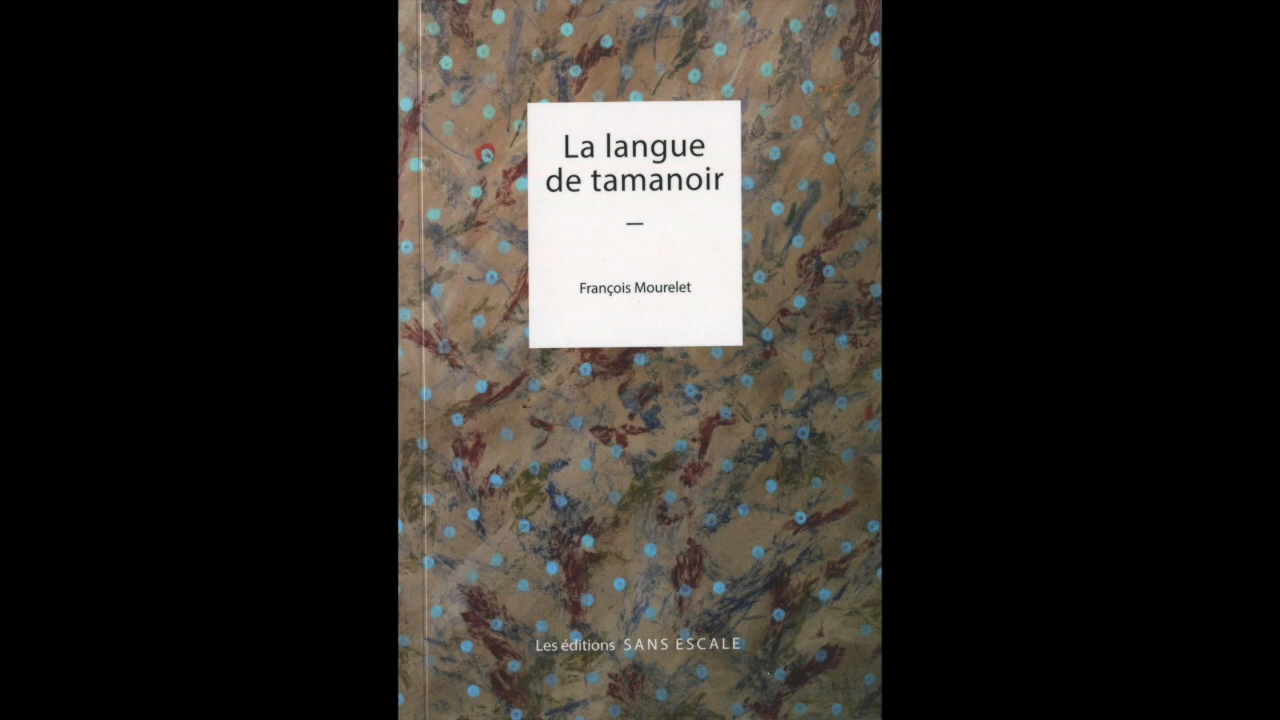 La langue
de tamanoir
—
François Mourelet
Les éditions SANS ESCALE